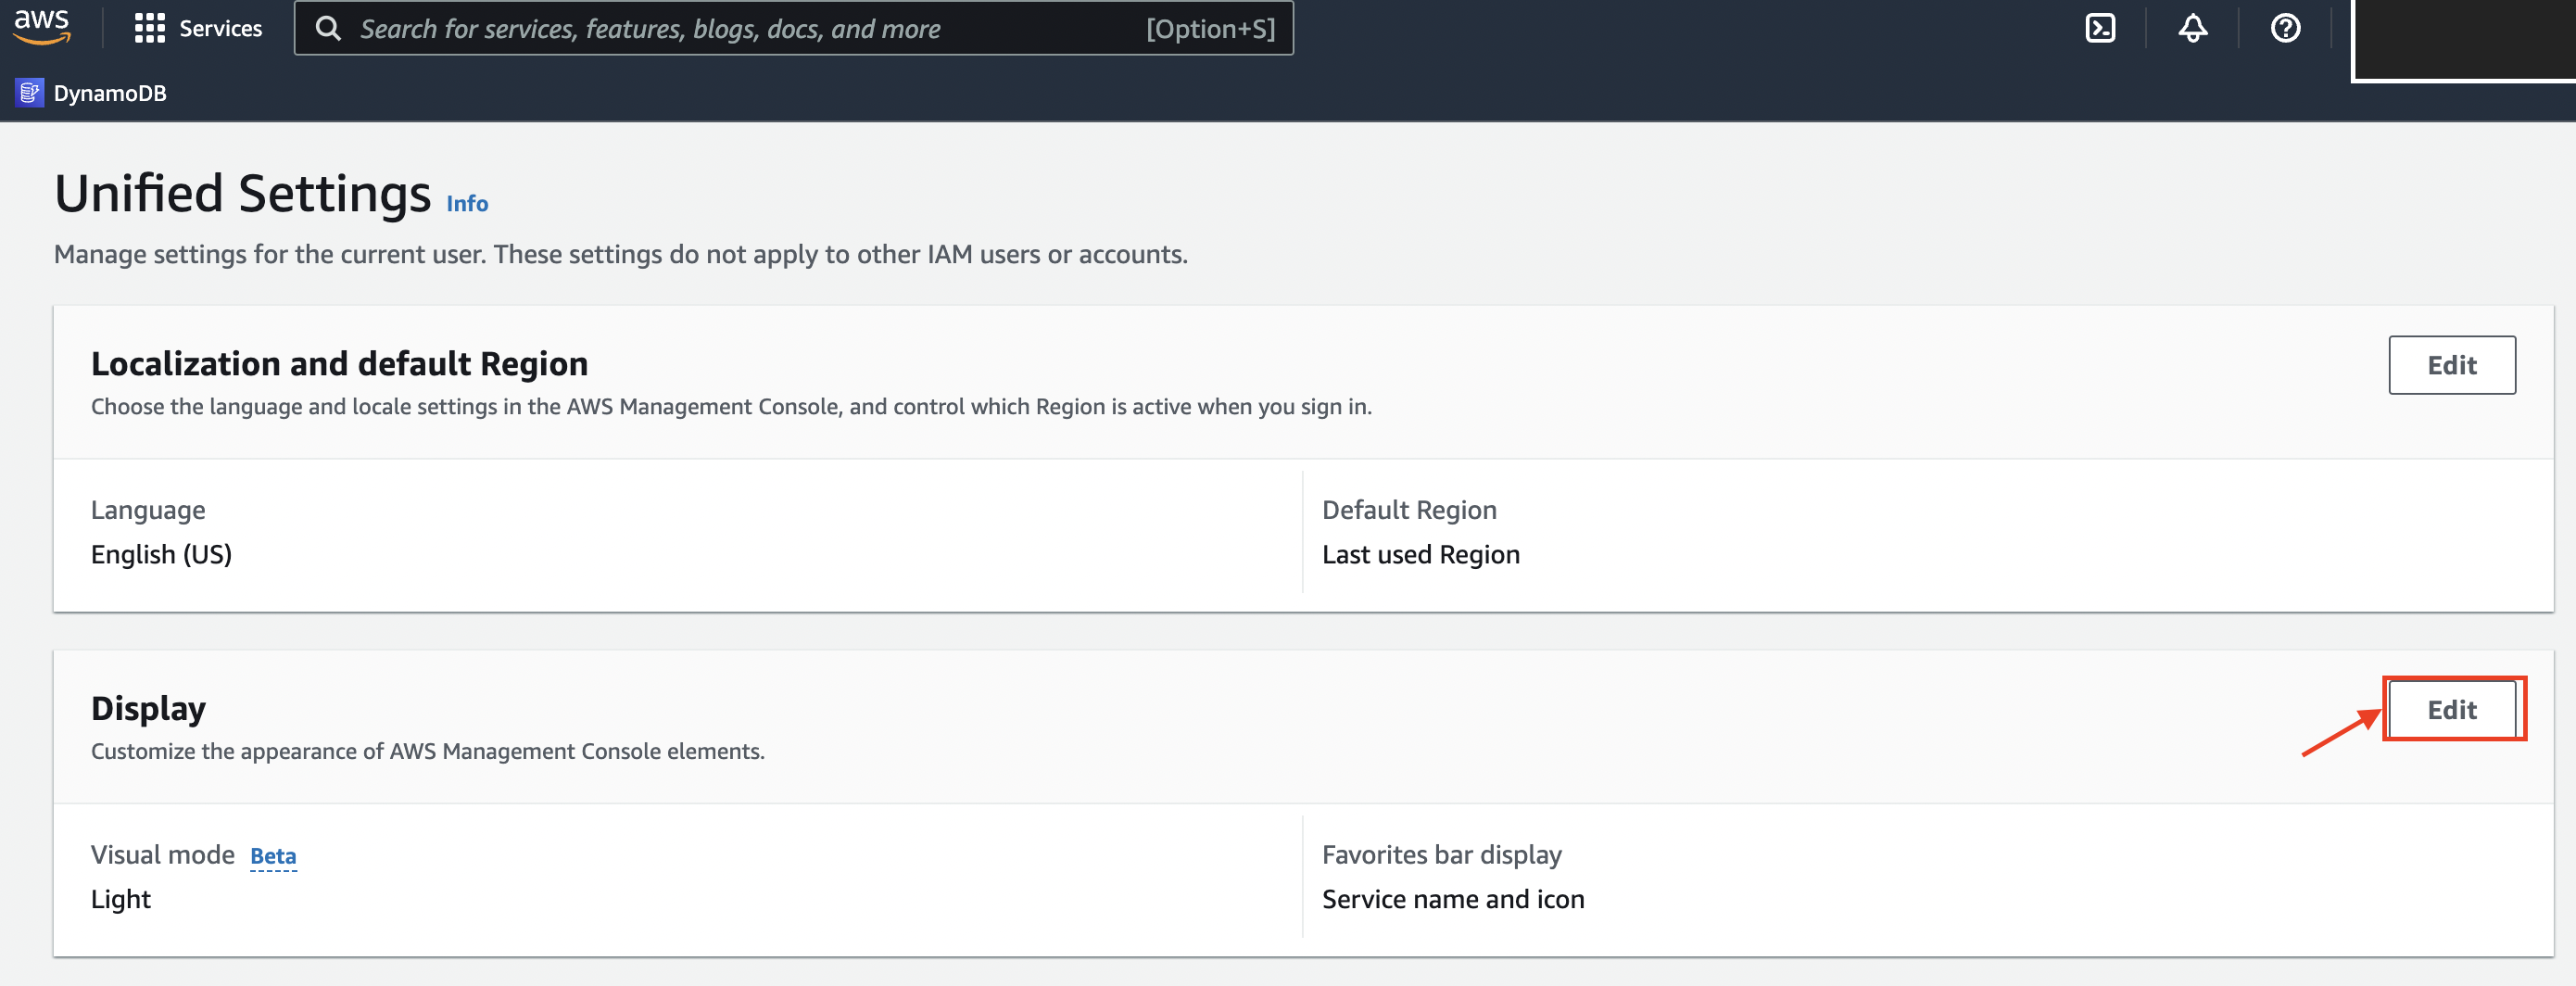 aws
Services
Search for services, features, blogs, docs, and more
[Option+S]
DynamoDB
Unified Settings Info
Manage settings for the current user. These settings do not apply to other IAM users or accounts.
Localization and default Region
Edit
Choose the language and locale settings in the AWS Management Console, and control which Region is active when you sign in.
Language
English (US)
Default Region
Last used Region
Display
Edit
Customize the appearance of AWS Management Console elements.
Visual mode Beta
Light
Favorites bar display
Service name and icon